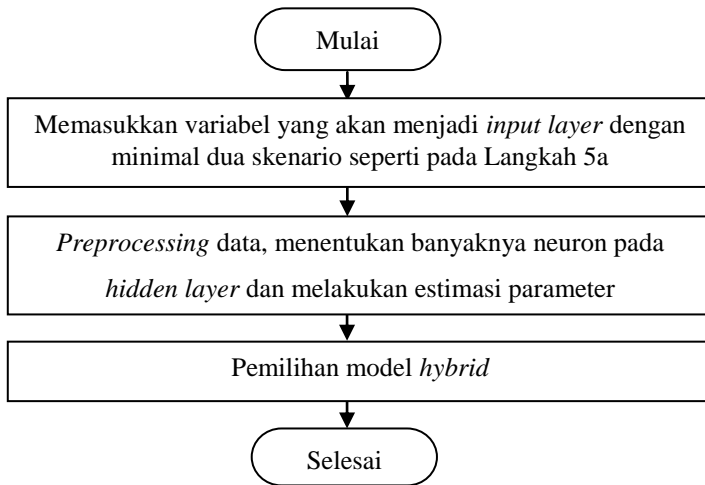 Mulai
Memasukkan variabel yang akan menjadi input layer dengan
minimal dua skenario seperti pada Langkah 5a
Preprocessing data, menentukan banyaknya neuron pada
hidden layer dan melakukan estimasi parameter
Pemilihan model hybrid
Selesai